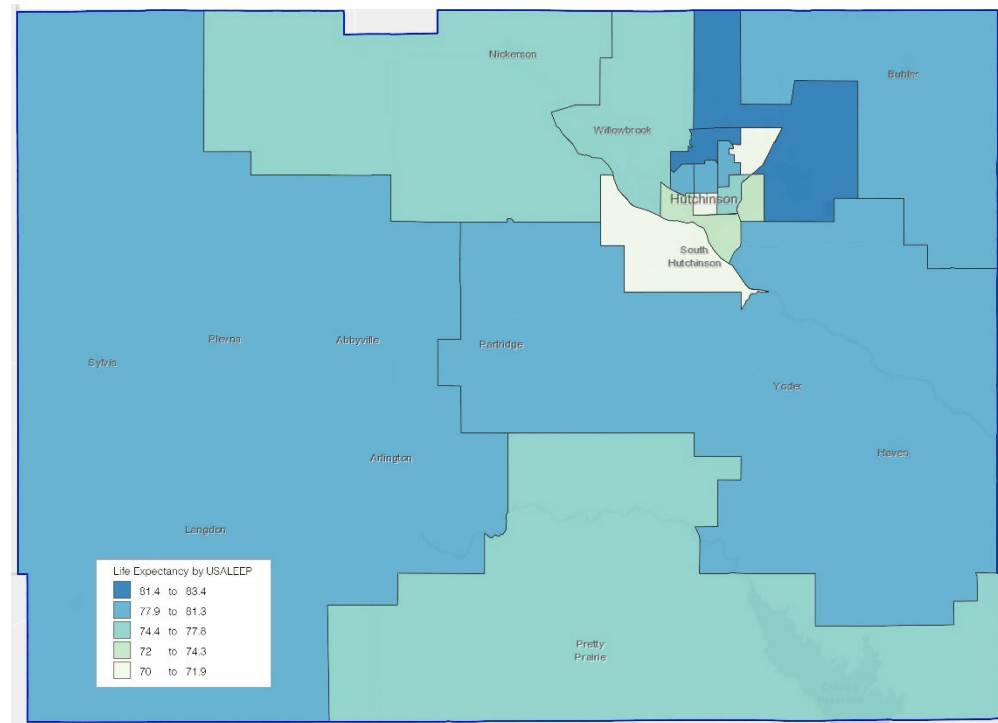 Nickerson
Buhler
Willowbrook
Hutchinson
South
Hutchinson
Plevna
Abbyville
Partridge
Sylvia
Yoder
Arlington
Haven
Langdon
Life Expectancy by USALEEP
81.4 to 83.4
77.9 to 81.3
74.4 to 77.8
72 to 74.3
70 to 71.9
Pretty
Prairie